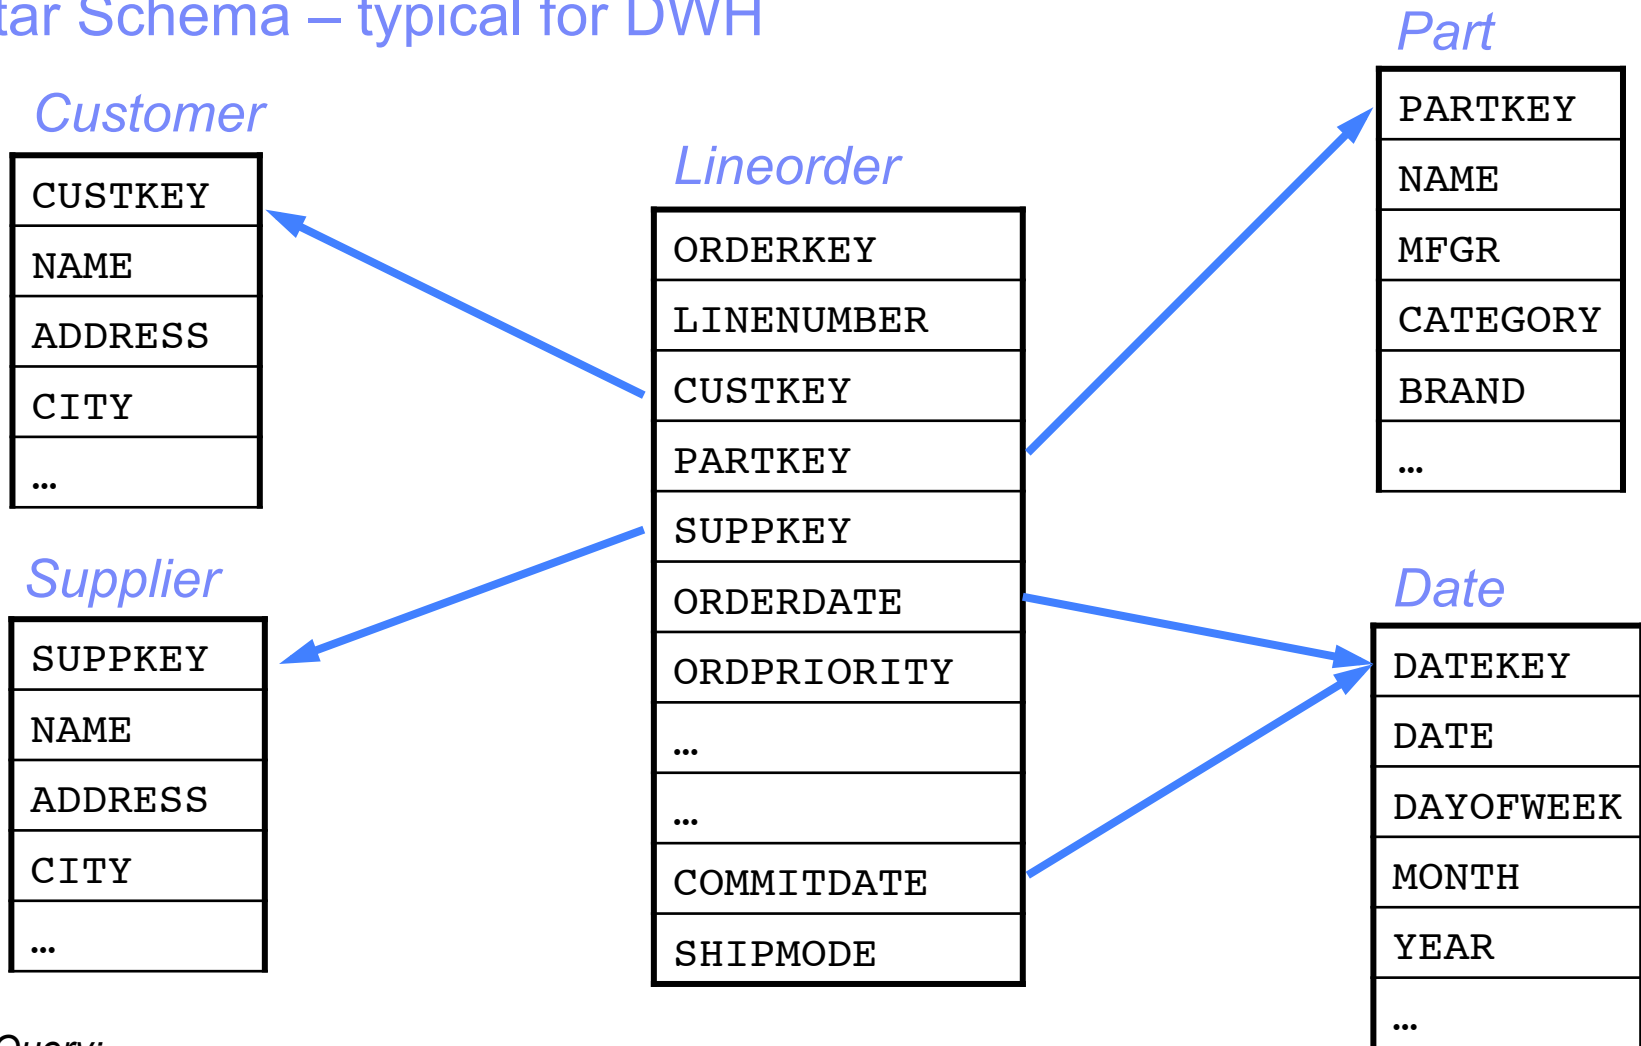 tar Schema – typical for DWH
Customer
CUSTKEY
NAME
ADDRESS
CITY
…
Supplier
SUPPKEY
NAME
ADDRESS
CITY
…
Lineorder
ORDERKEY
LINENUMBER
CUSTKEY
PARTKEY
SUPPKEY
ORDERDATE
ORDPRIORITY
…
…
COMMITDATE
SHIPMODE
Part
PARTKEY
NAME
MFGR
CATEGORY
BRAND
…
Date
DATEKEY
DATE
DAYOFWEEK
MONTH
YEAR
…
Query: